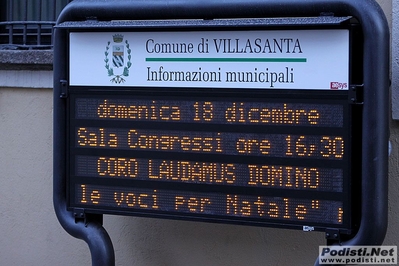 Comune di VILLASANTA
Informazioni municipali
domenica 18 dicembre
Sala Congressi ore 16:30
CORO LAUDAMUS DOMINO
le voci per Natale"
Podisti.Net
www.podisti.net